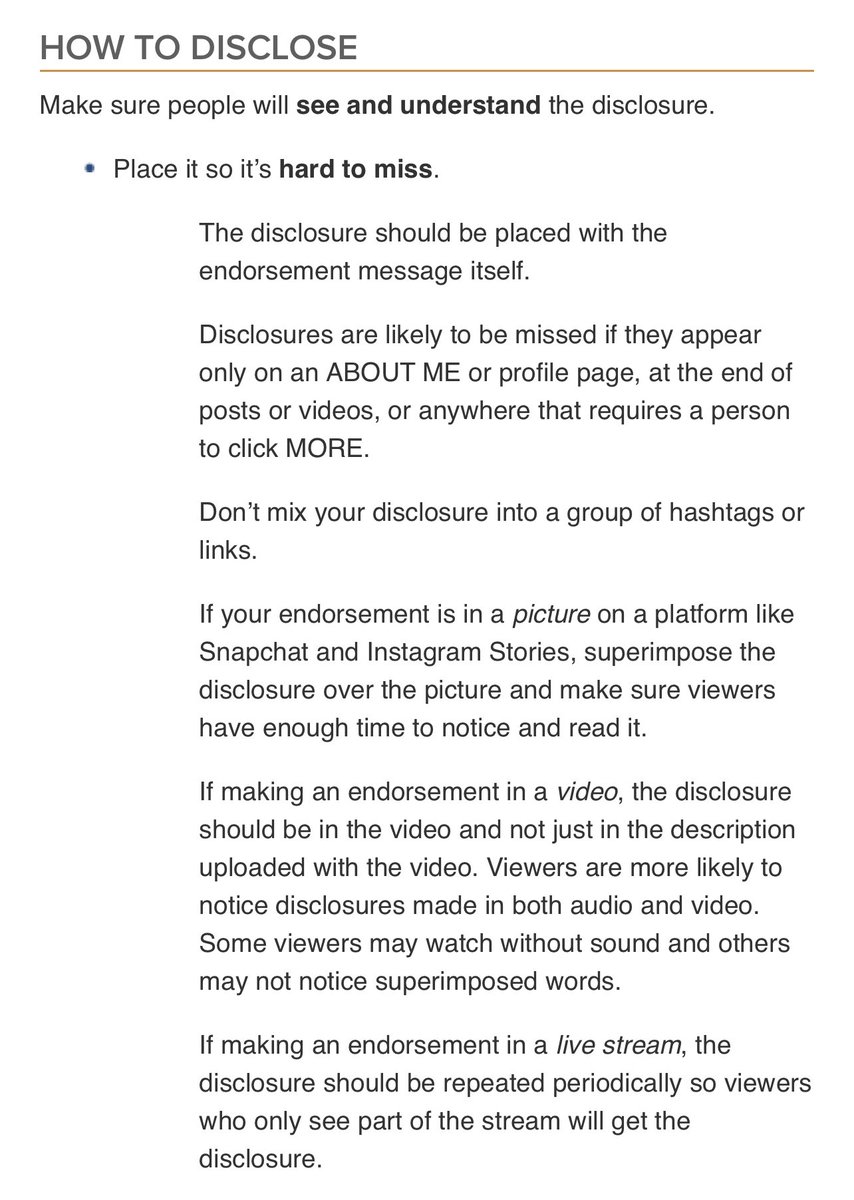 HOW TO DISCLOSE
Make sure people will see and understand the disclosure.
• Place it so it’s hard to miss.
The disclosure should be placed with the
endorsement message itself.
Disclosures are likely to be missed if they appear
only on an ABOUT ME or profile page, at the end of
posts or videos, or anywhere that requires a person
to click MORE.
Don’t mix your disclosure into a group of hashtags or
links.
If your endorsement is in a picture on a platform like
Snapchat and Instagram Stories, superimpose the
disclosure over the picture and make sure viewers
have enough time to notice and read it.
If making an endorsement in a video, the disclosure
should be in the video and not just in the description
uploaded with the video. Viewers are more likely to
notice disclosures made in both audio and video.
Some viewers may watch without sound and others
may not notice superimposed words.
If making an endorsement in a live stream, the
disclosure should be repeated periodically so viewers
who only see part of the stream will get the
disclosure.